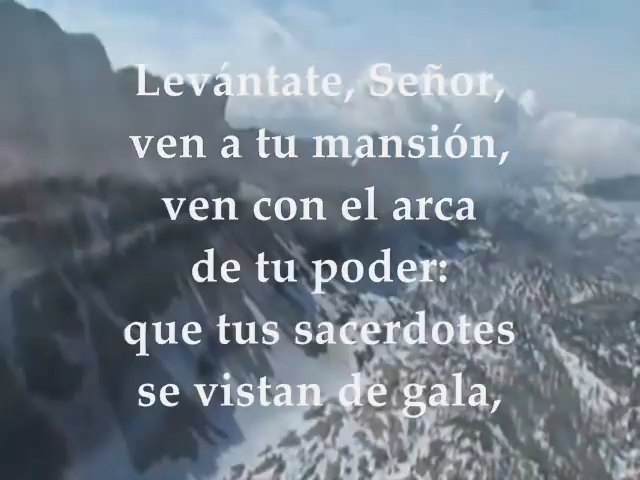 Levántate, Señor,
ven a tu mansión,
ven con el arca
de tu poder:
que tus sacerdotes
se vistan de gala,